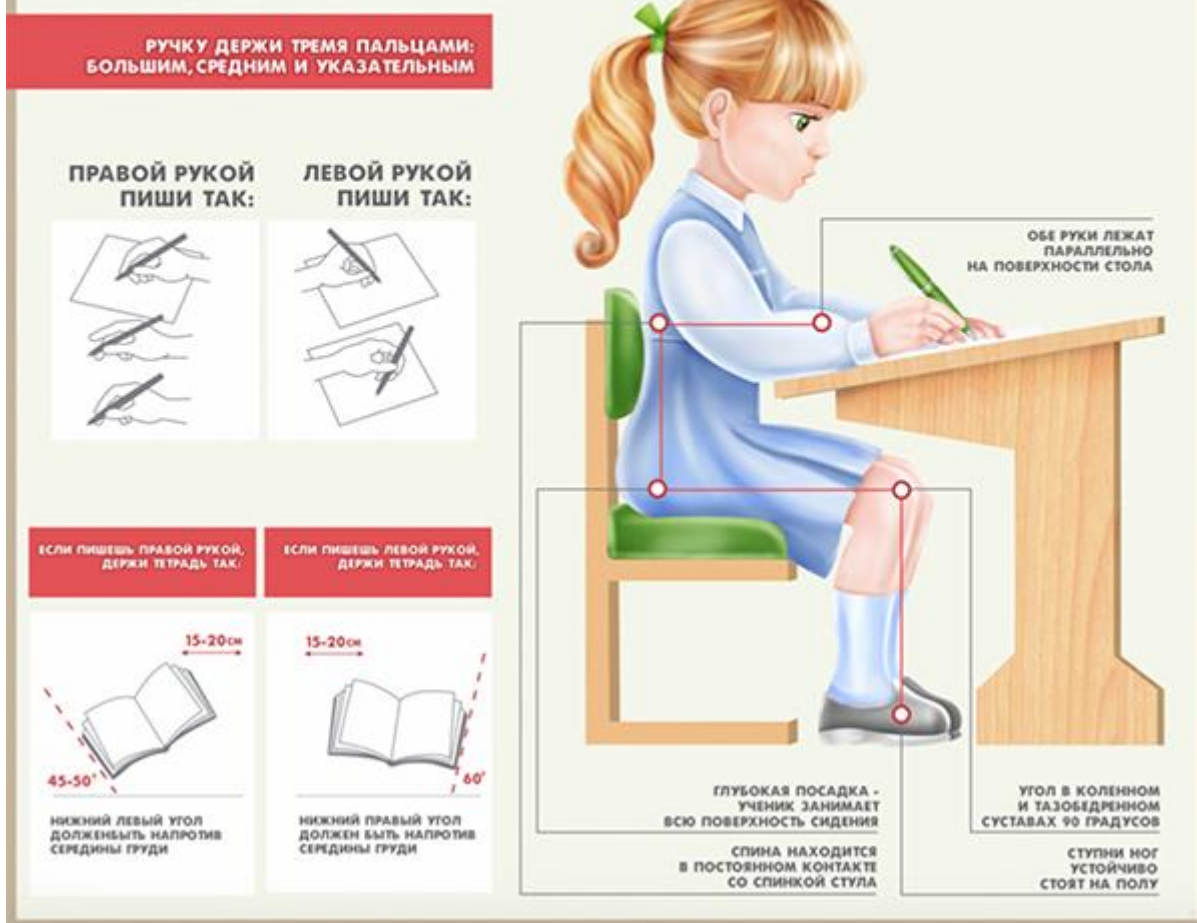 РУЧКУ ДЕРЖИ ТРЕМЯ ПАЛЬЦАМИ:
БОЛЬШИМ, СРЕДНИМ И УКАЗАТЕЛЬНЫМ
ПРАВОЙ РУКОЙ
ПИШИ ТАК:
ЛЕВОЙ РУКОЙ
ПИШИ ТАК:
ОБЕ РУКИ ЛЕЖАТ
ПАРАЛЛЕЛЬНО
НА ПОВЕРХНОСТИ СТОЛА
ЕСЛИ ПИШЕШЬ ПРАВОЙ РУКОЙ,
ДЕРЖИ ТЕТРАДЬ ТАК:
ЕСЛИ ПИШЕШЬ ЛЕВОЙ РУКОЙ,
ДЕРЖИ ТЕТРАДЬ ТАК:
15-20см
45-50°
НИЖНИЙ ЛЕВЫЙ УГОЛ
ДОЛЖЕНБЫТЬ НАПРОТИВ
СЕРЕДИНЫ ГРУДИ
15-20см
60°
НИЖНИЙ ПРАВЫЙ УГОЛ
ДОЛЖЕН БЫТЬ НАПРОТИВ
СЕРЕДИНЫ ГРУДИ
ГЛУБОКАЯ ПОСАДКА -
УЧЕНИК ЗАНИМАЕТ
ВСЮ ПОВЕРХНОСТЬ СИДЕНИЯ
СПИНА НАХОДИТСЯ
В ПОСТОЯННОМ КОНТАКТЕ
СО СПИНКОЙ СТУЛА
УГОЛ В КОЛЕННОМ
И ТАЗОБЕДРЕННОМ
СУСТАВАХ 90 ГРАДУСОВ
СТУПНИ НОГ
УСТОЙЧИВО
СТОЯТ НА ПОЛУ